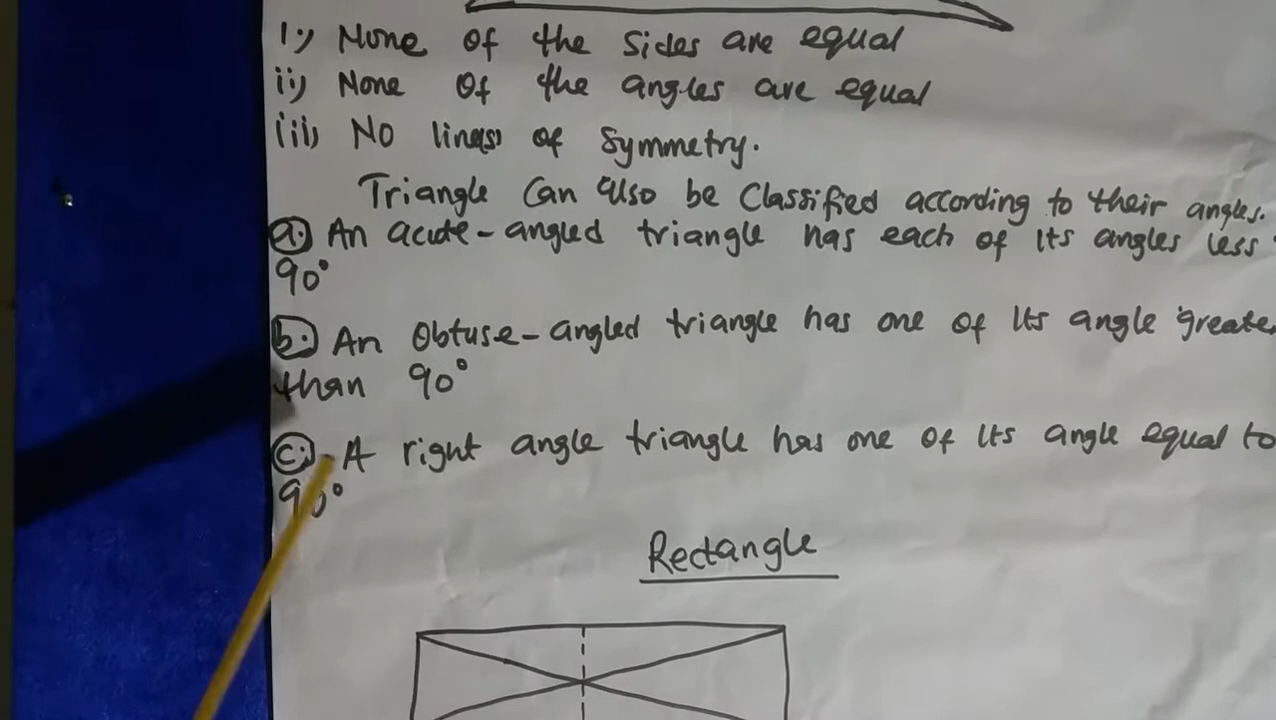 i.) None of the sides are equal
ii) None of the angles are equal
iii) No line(s) of symmetry.
Triangle can also be classified according to their angles.
a. An acute-angled triangle has each of its angles less
90°
b. An obtuse-angled triangle has one of its angle greater
than 90°
c. A right angle triangle has one of its angle equal to
90°
Rectangle